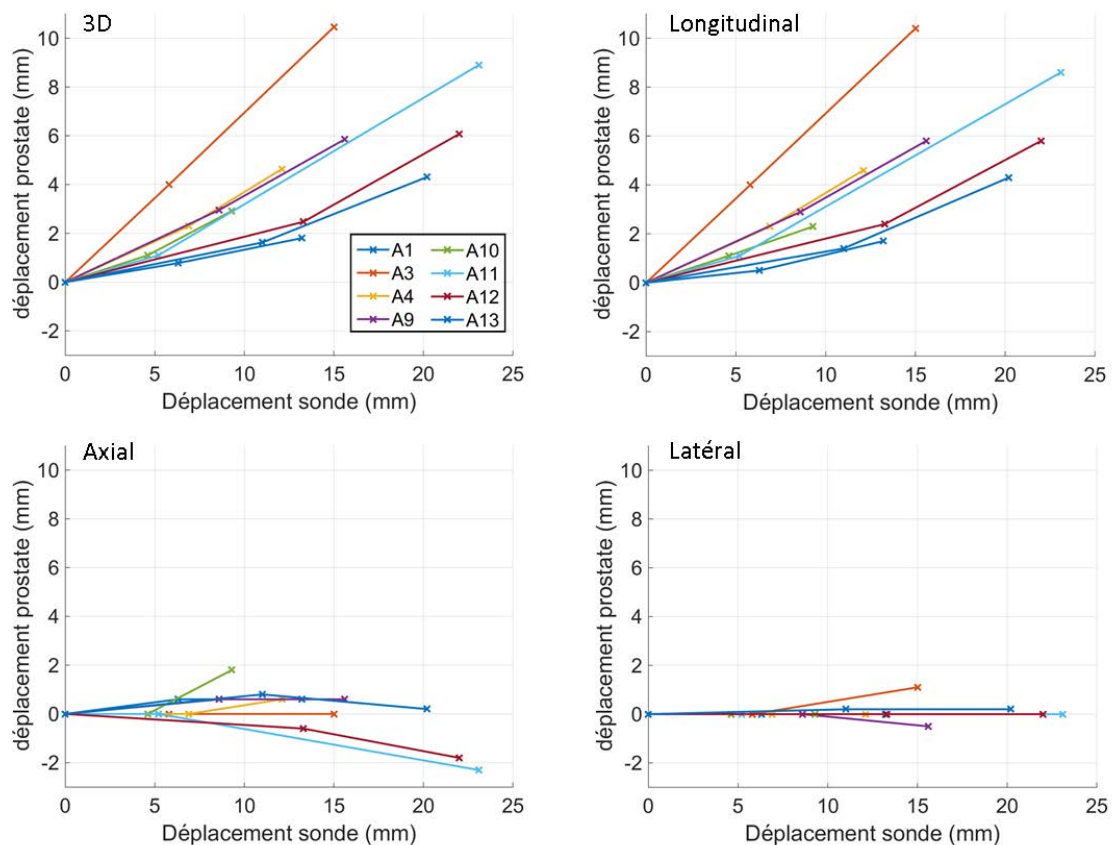 3D
déplacement prostate (mm)
10
8
6
4
2
0
-2
A1 A10
A3 A11
A4 A12
A9 A13
0 5 10 15 20 25
Déplacement sonde (mm)
Longitudinal
déplacement prostate (mm)
10
8
6
4
2
0
-2
0 5 10 15 20 25
Déplacement sonde (mm)
Axial
déplacement prostate (mm)
10
8
6
4
2
0
-2
0 5 10 15 20 25
Déplacement sonde (mm)
Latéral
déplacement prostate (mm)
10
8
6
4
2
0
-2
0 5 10 15 20 25
Déplacement sonde (mm)